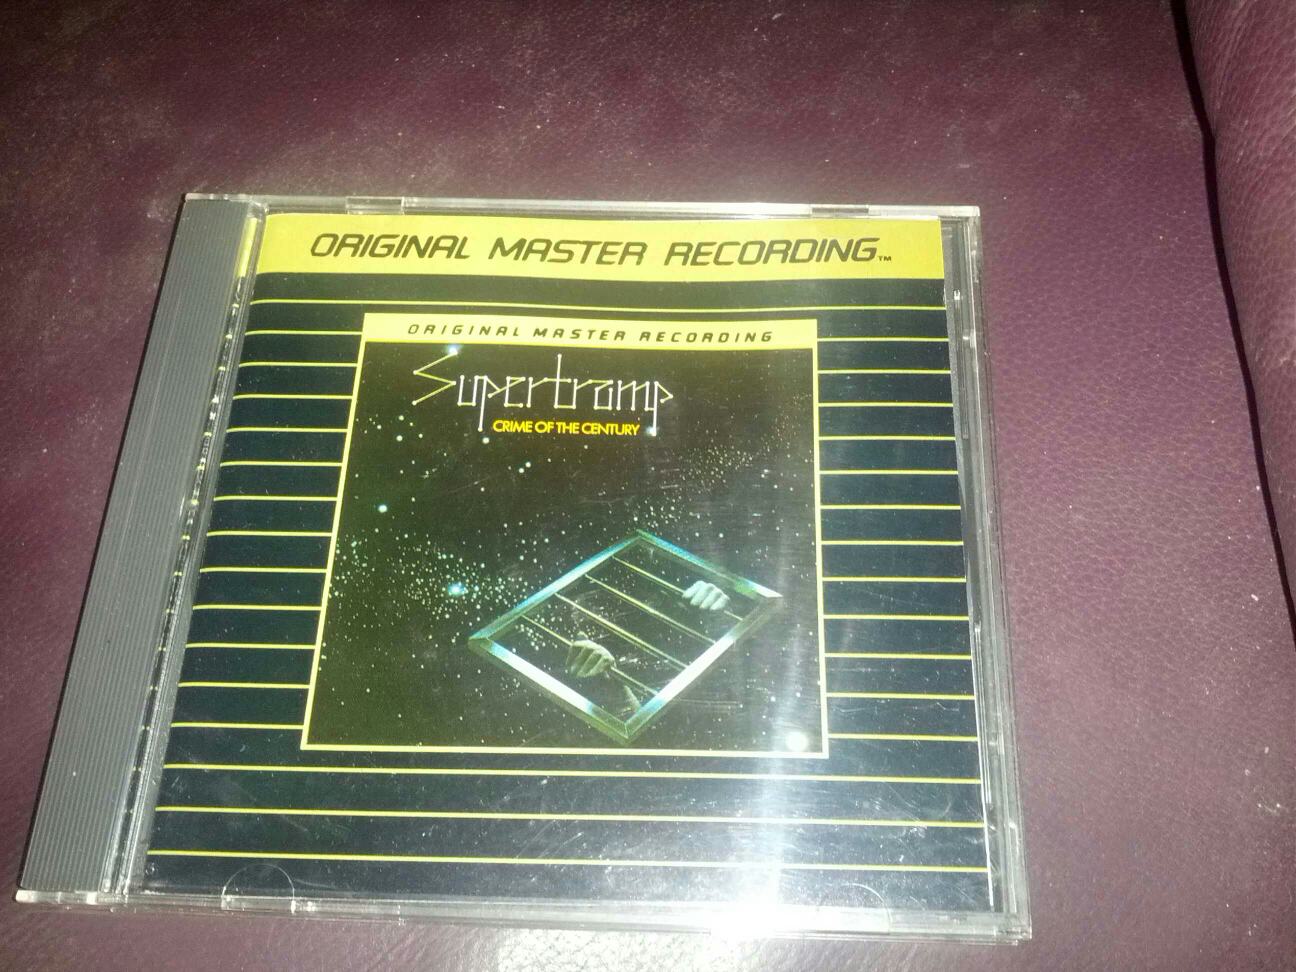 ORIGINAL MASTER RECORDING™
ORIGINAL MASTER RECORDING
Supertramp
CRIME OF THE CENTURY